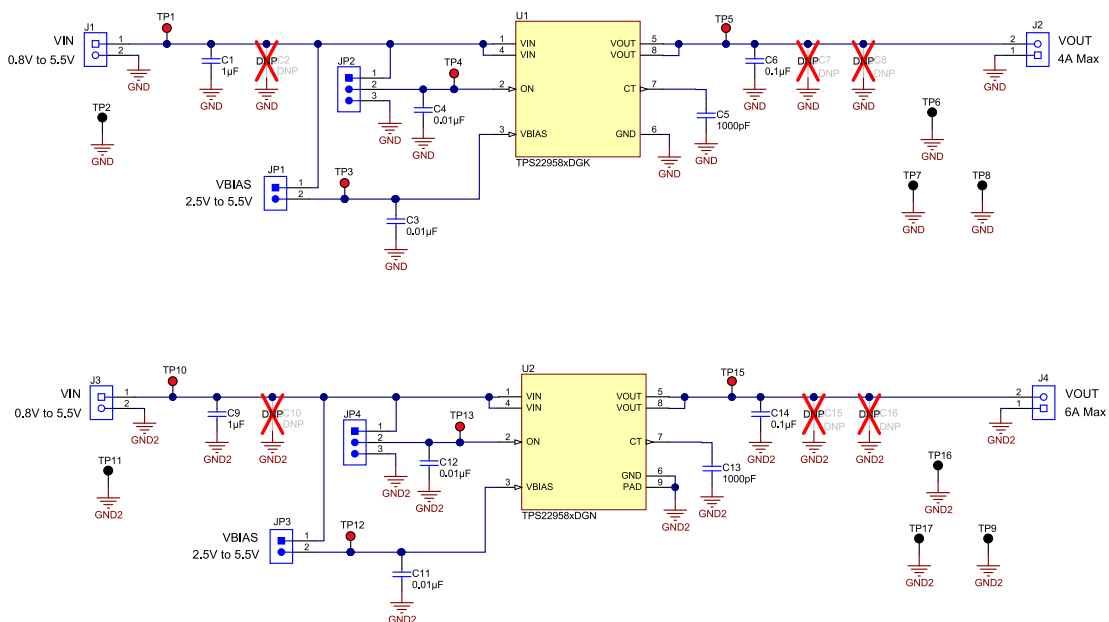 J1
VIN
0.8V to 5.5V
1
2
GND
TP1
C1
1µF
GND
DNP
C2
DNP
GND
TP2
GND
JP2
1
2
3
GND
TP4
C4
0.01µF
GND
U1
1
VIN
4
VIN
2
ON
3
VBIAS
VOUT
5
VOUT
8
CT
7
GND
6
TPS22958xDGK
GND
C5
1000pF
GND
TP5
C6
0.1µF
GND
DNP
C7
DNP
GND
DNP
C8
DNP
GND
J2
2
1
VOUT
4A Max
GND
TP6
GND
TP7
GND
TP8
GND
VBIAS
2.5V to 5.5V
JP1
1
2
TP3
C3
0.01µF
GND
J3
VIN
0.8V to 5.5V
1
2
GND2
TP10
C9
1µF
GND2
DNP
C10
DNP
GND2
TP11
GND2
JP4
1
2
3
GND2
TP13
C12
0.01µF
GND2
U2
1
VIN
4
VIN
2
ON
3
VBIAS
VOUT
5
VOUT
8
CT
7
GND
6
PAD
9
TPS22958xDGN
GND2
C13
1000pF
GND2
TP15
C14
0.1µF
GND2
DNP
C15
DNP
GND2
DNP
C16
DNP
GND2
J4
2
1
VOUT
6A Max
GND2
TP16
GND2
TP17
GND2
TP9
GND2
VBIAS
2.5V to 5.5V
JP3
1
2
TP12
C11
0.01µF
GND2